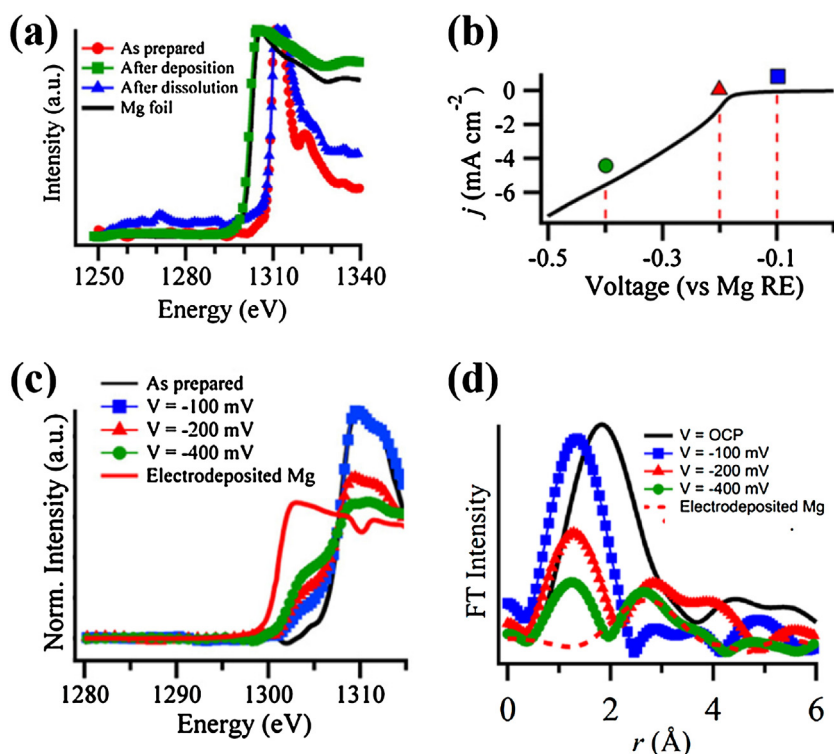 (a)
As prepared
After deposition
After dissolution
Mg foil
Intensity (a.u.)
1250 1280 1310 1340
Energy (eV)
(b)
j (mA cm⁻²)
0
-2
-4
-6
-0.5 -0.3 -0.1
Voltage (vs Mg RE)
(c)
As prepared
V = -100 mV
V = -200 mV
V = -400 mV
Electrodeposited Mg
Norm. Intensity (a.u.)
1280 1290 1300 1310
Energy (eV)
(d)
V = OCP
V = -100 mV
V = -200 mV
V = -400 mV
Electrodeposited Mg
FT Intensity
0 2 4 6
r (Å)